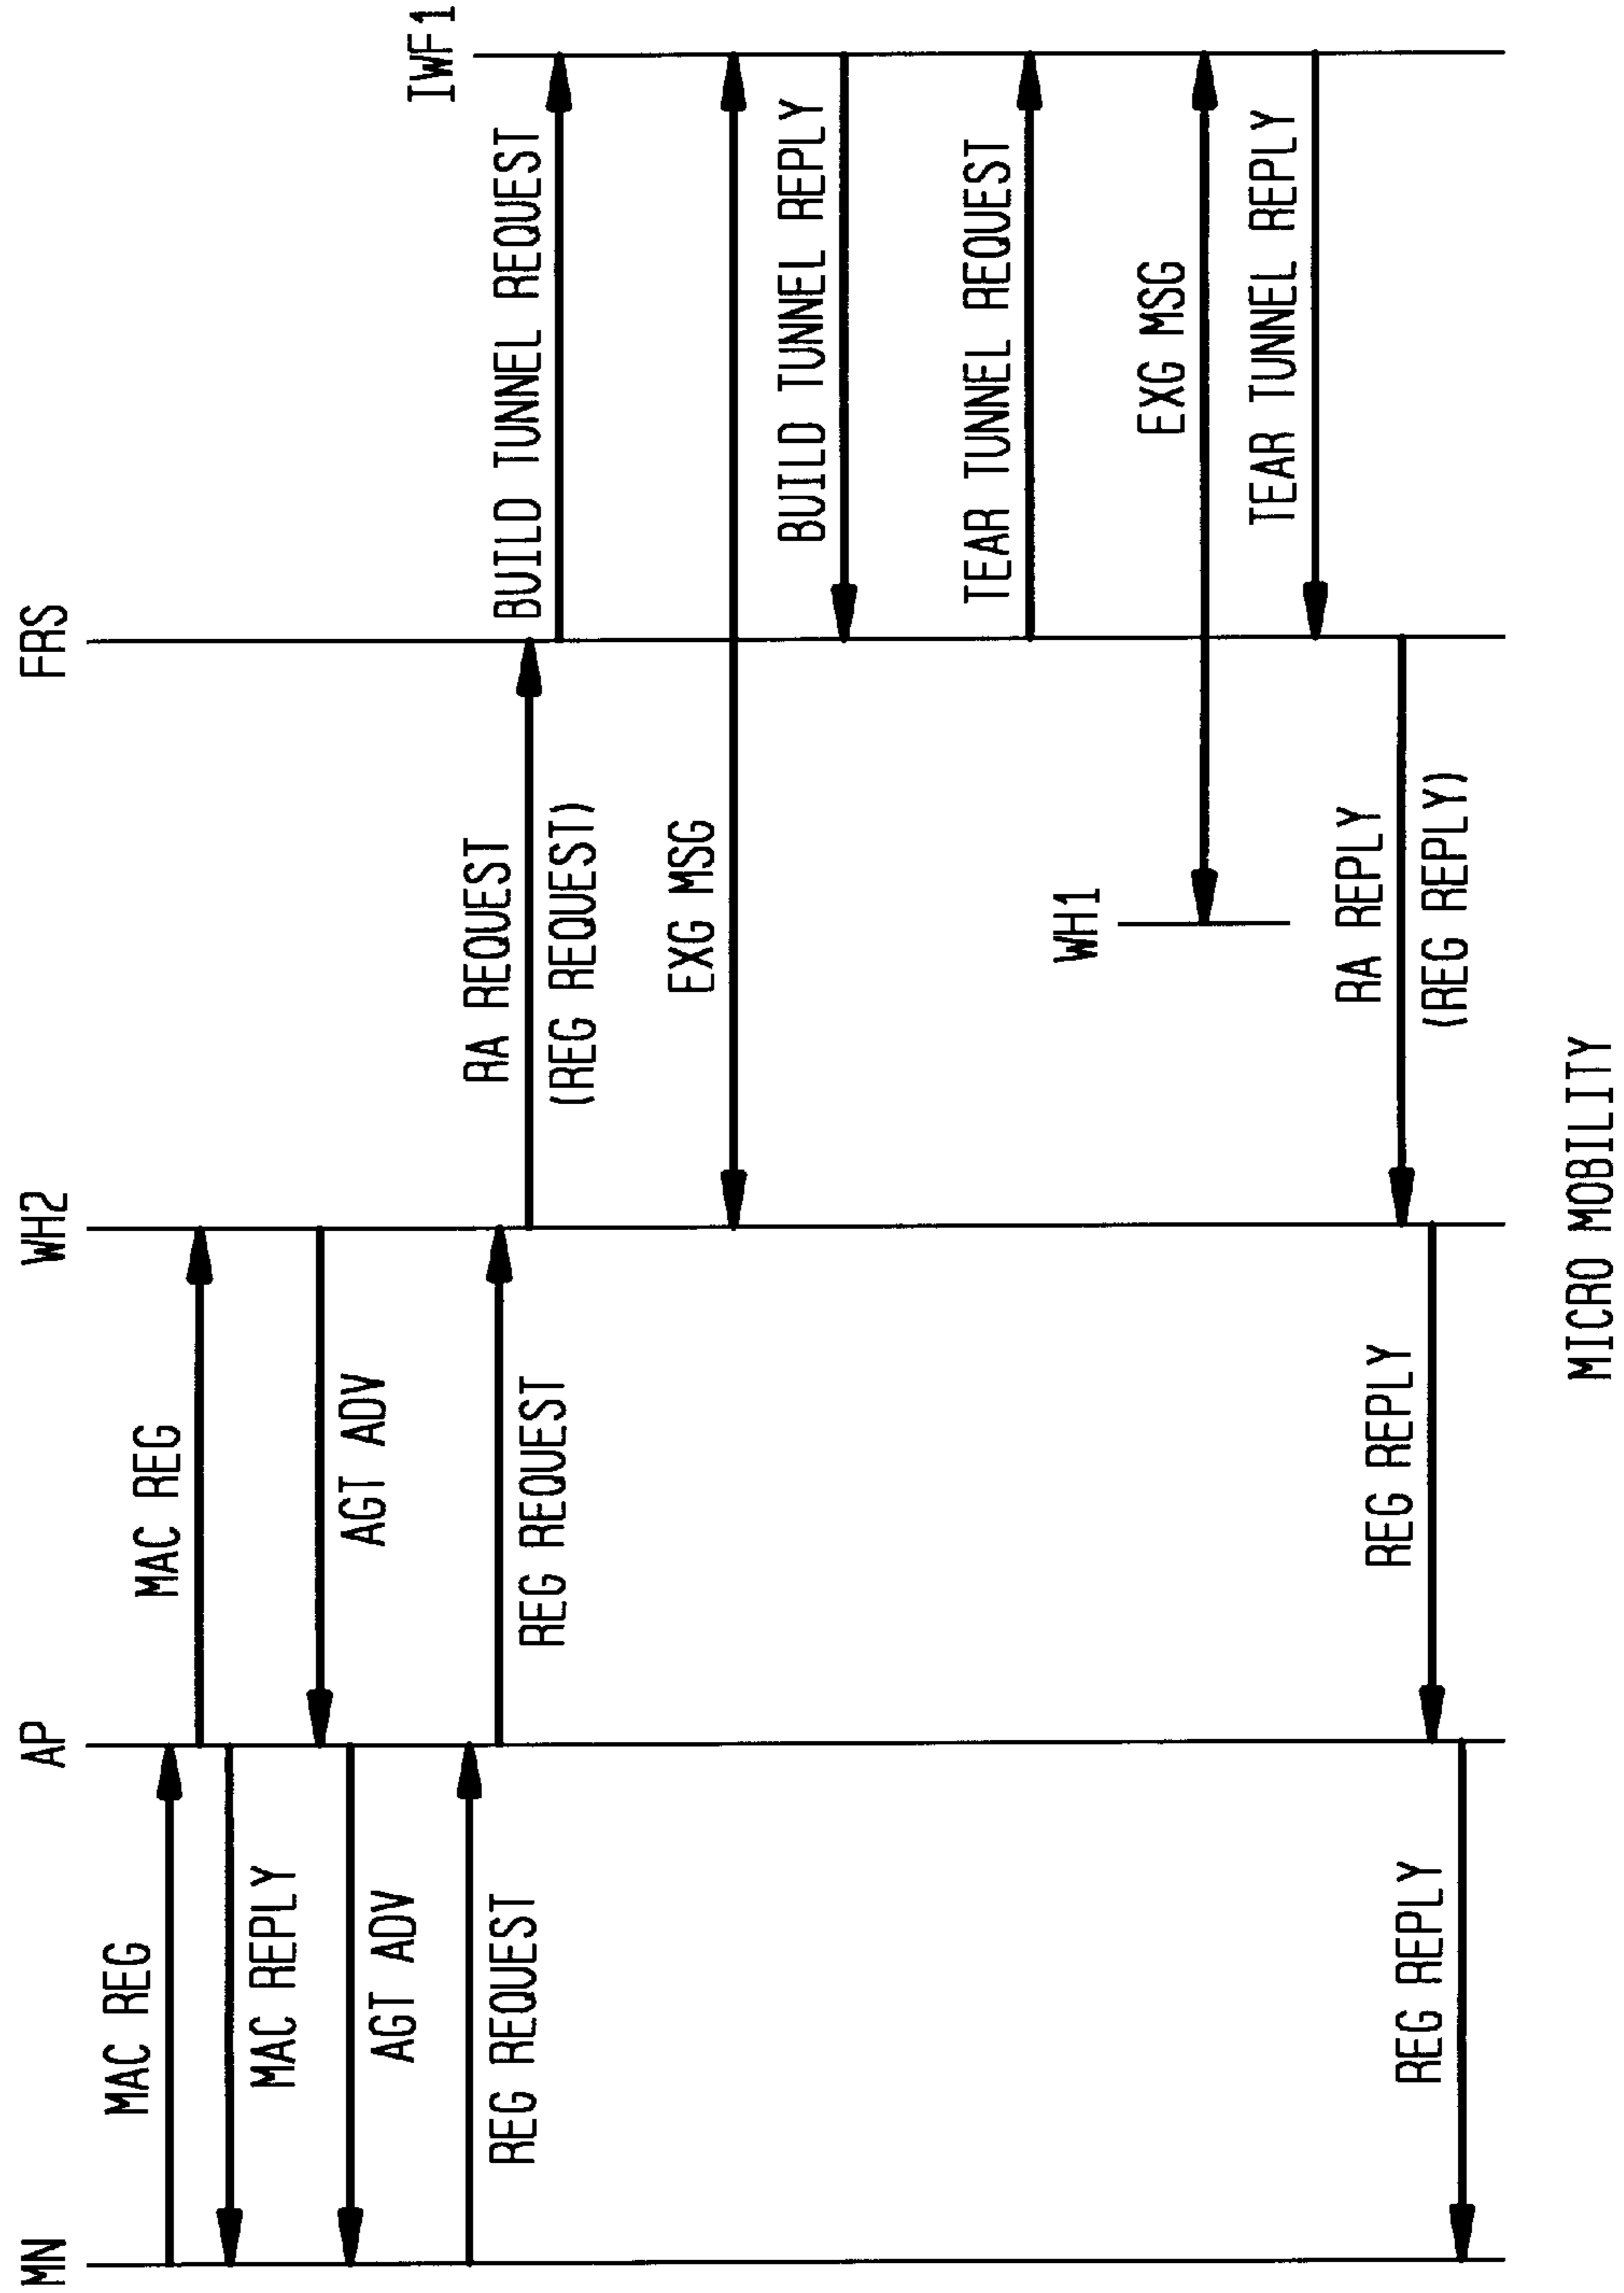 MN
AP
WH2
FRS
IWF1
MAC REG
MAC REG
MAC REPLY
AGT ADV
AGT ADV
REG REQUEST
REG REQUEST
RA REQUEST
(REG REQUEST)
BUILD TUNNEL REQUEST
EXG MSG
BUILD TUNNEL REPLY
TEAR TUNNEL REQUEST
WH1
EXG MSG
TEAR TUNNEL REPLY
RA REPLY
(REG REPLY)
REG REPLY
REG REPLY
MICRO MOBILITY